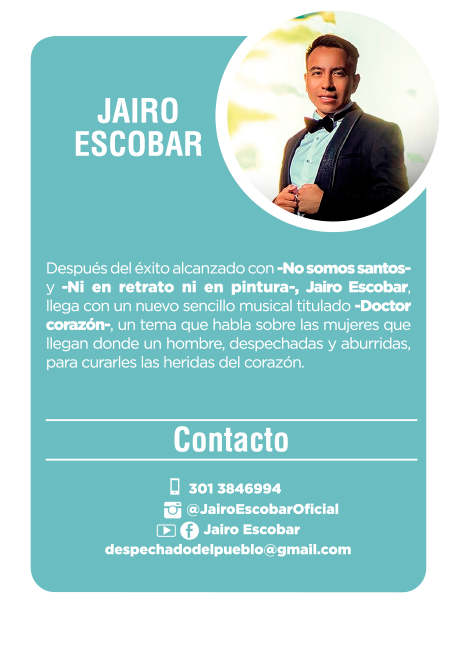 JAIRO
ESCOBAR
Después del éxito alcanzado con -No somos santos-
y -Ni en retrato ni en pintura-, Jairo Escobar,
llega con un nuevo sencillo musical titulado -Doctor
corazón-, un tema que habla sobre las mujeres que
llegan donde un hombre, despechadas y aburridas,
para curarles las heridas del corazón.
Contacto
301 3846994
@JairoEscobarOficial
Jairo Escobar
despechadodelpueblo@gmail.com